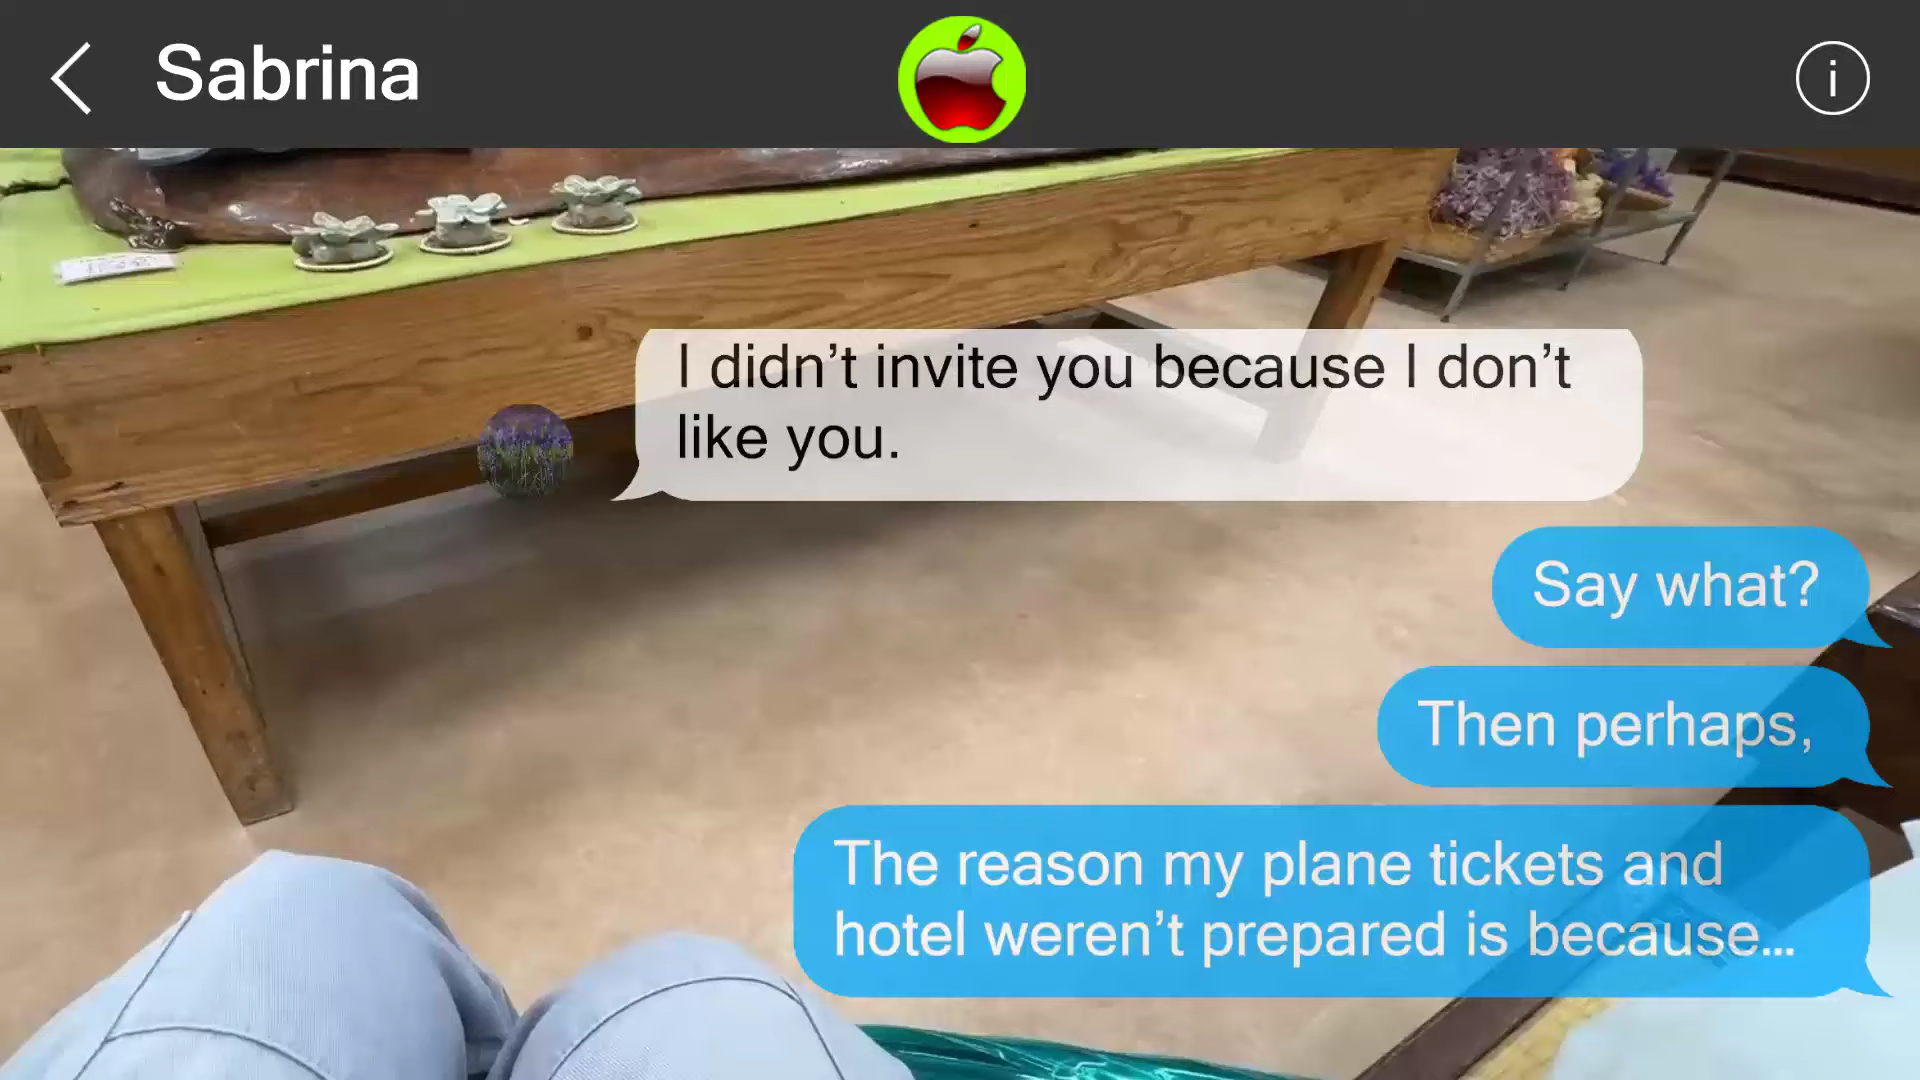 Sabrina
i
I didn’t invite you because I don’t
like you.
Say what?
Then perhaps,
The reason my plane tickets and
hotel weren’t prepared is because...